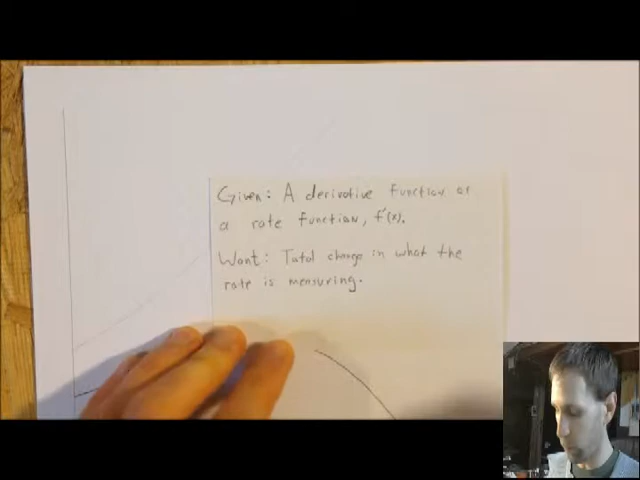 Given: A derivative function or
a rate function, f'(x).
Want: Total change in what the
rate is measuring.